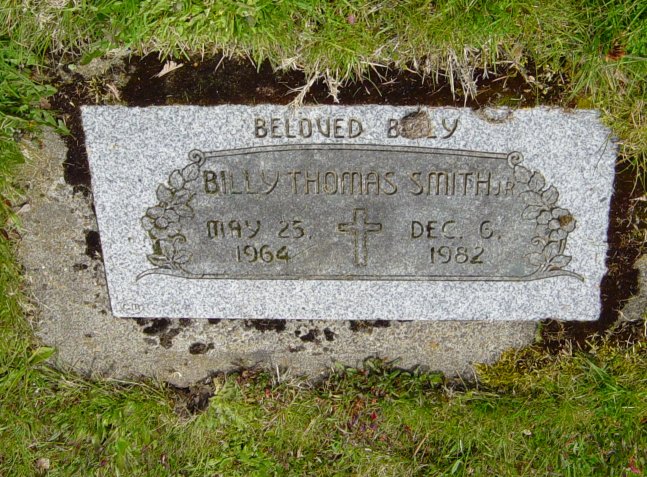 BELOVED
BILLY THOMAS SMITH JR
MAY 25, DEC. 6,
1964 1982